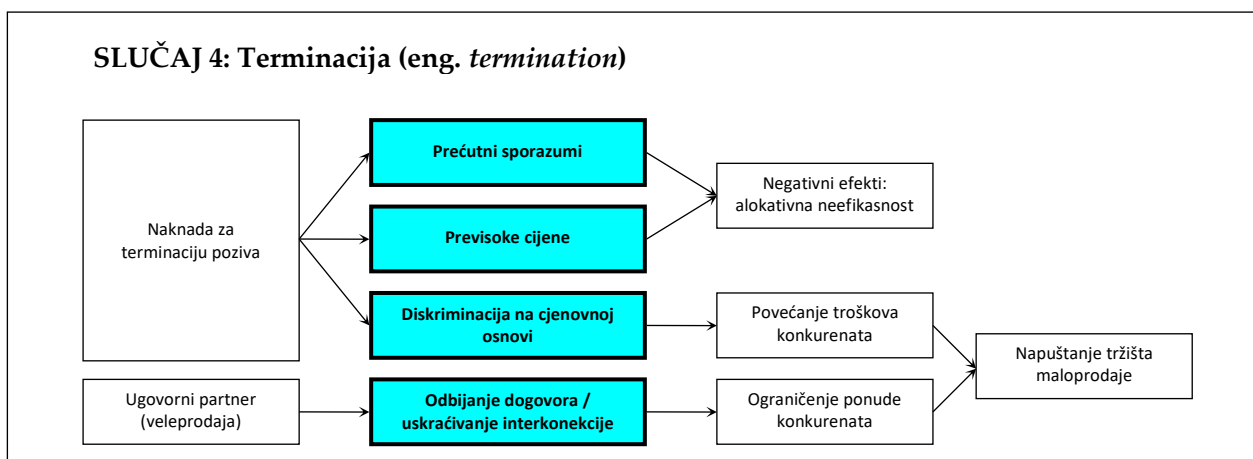 SLUČAJ 4: Terminacija (eng. termination)
Naknada za
terminaciju poziva
Prećutni sporazumi
Previsoke cijene
Diskriminacija na cjenovnoj
osnovi
Negativni efekti:
alokativna neefikasnost
Povećanje troškova
konkurenata
Napuštanje tržišta
maloprodaje
Ugovorni partner
(veleprodaja)
Odbijanje dogovora /
uskraćivanje interkonekcije
Ograničenje ponude
konkurenata